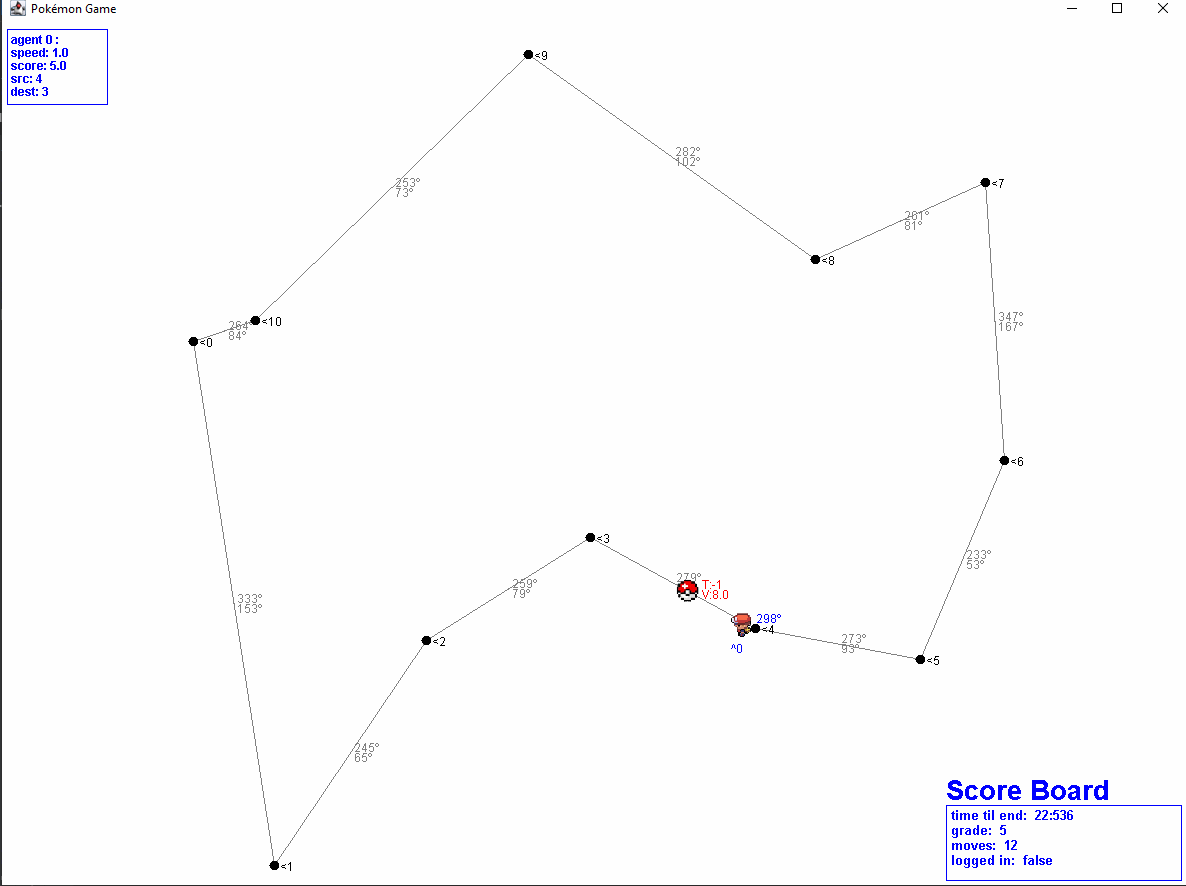 Pokémon Game
agent 0 :
speed: 1.0
score: 5.0
src: 4
dest: 3
<9
282°
102°
253°
73°
<7
261°
81°
<8
347°
167°
264°
84°
<10
<0
<6
<3
233°
53°
279°
T:-1
V:8.0
259°
79°
333°
153°
298°
<4
^0
273°
93°
<2
<5
245°
65°
<1
Score Board
time til end: 22:536
grade: 5
moves: 12
logged in: false